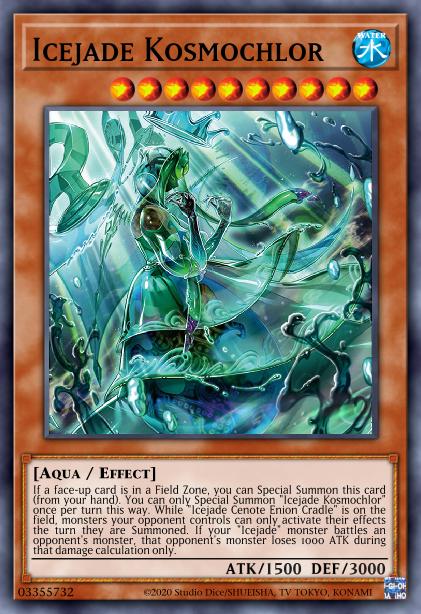 Icejade Kosmochlor
WATER
水
[Aqua / Effect]
If a face-up card is in a Field Zone, you can Special Summon this card
(from your hand). You can only Special Summon "Icejade Kosmochlor"
once per turn this way. While "Icejade Cenote Enion Cradle" is on the
field, monsters your opponent controls can only activate their effects
the turn they are Summoned. If your "Icejade" monster battles an
opponent's monster, that opponent's monster loses 1000 ATK during
that damage calculation only.
ATK/1500 DEF/3000
03355732
©2020 Studio Dice/SHUEISHA, TV TOKYO, KONAMI